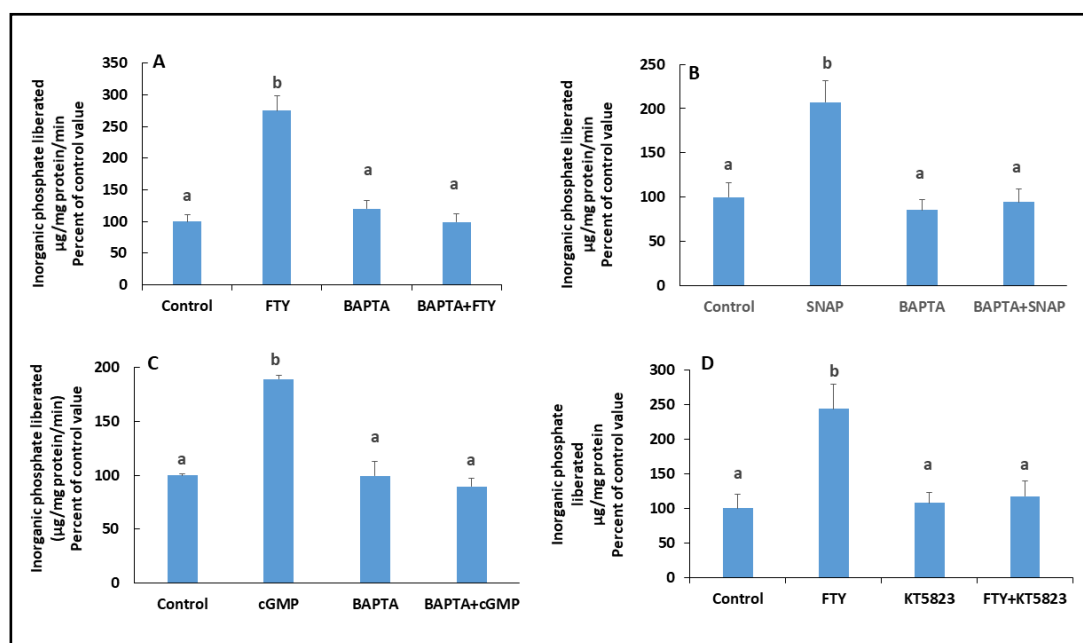 A
Inorganic phosphate liberated
µg/mg protein/min
Percent of control value
350
300
250
200
150
100
50
0
a
b
a
a
Control
FTY
BAPTA
BAPTA+FTY
B
Inorganic phosphate liberated
µg/mg protein/min
Percent of control value
250
200
150
100
50
0
a
b
a
a
Control
SNAP
BAPTA
BAPTA+SNAP
C
Inorganic phosphate liberated
(µg/mg protein/min)
Percent of control value
200
150
100
50
0
a
b
a
a
Control
cGMP
BAPTA
BAPTA+cGMP
D
Inorganic phosphate
liberated
µg/mg protein
Percent of control value
300
250
200
150
100
50
0
a
b
a
a
Control
FTY
KT5823
FTY+KT5823